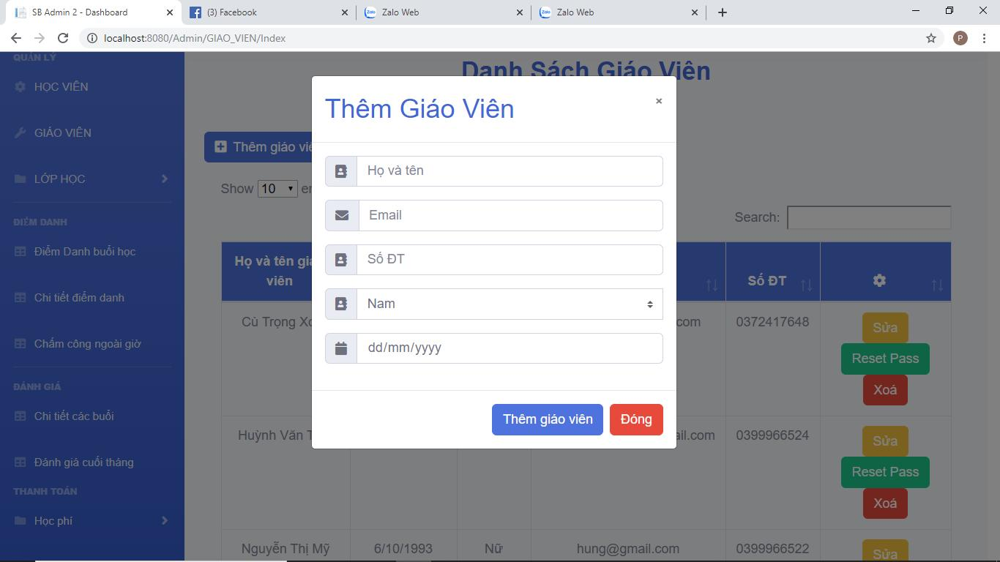 SB Admin 2 - Dashboard
(3) Facebook
Zalo Web
Zalo Web
localhost:8080/Admin/GIAO_VIEN/Index
P
QUẢN LÝ
HỌC VIÊN
GIÁO VIÊN
LỚP HỌC
ĐIỂM DANH
Điểm Danh buổi học
Chi tiết điểm danh
Chấm công ngoài giờ
ĐÁNH GIÁ
Chi tiết các buổi
Đánh giá cuối tháng
THANH TOÁN
Học phí
Danh Sách Giáo Viên
Thêm giáo viê
Show 10 en
Search:
Họ và tên giá
viên
Số ĐT
Cù Trọng Xo
com
0372417648
Sửa
Reset Pass
Xoá
Huỳnh Văn T
ail.com
0399966524
Sửa
Reset Pass
Xoá
Nguyễn Thị Mỹ
6/10/1993
Nữ
hung@gmail.com
0399966522
Sửa
Thêm Giáo Viên
×
Họ và tên
Email
Số ĐT
Nam
dd/mm/yyyy
Thêm giáo viên
Đóng